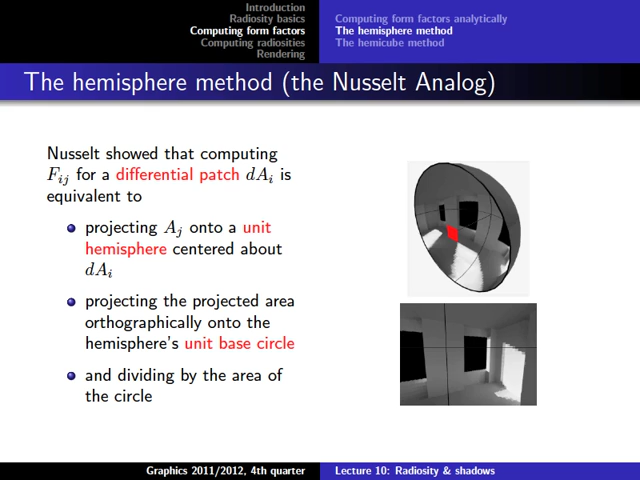 Introduction
Radiosity basics
Computing form factors
Computing radiosities
Rendering
Computing form factors analytically
The hemisphere method
The hemicube method
The hemisphere method (the Nusselt Analog)
Nusselt showed that computing
F_{ij} for a differential patch dA_i is
equivalent to
projecting A_j onto a unit
hemisphere centered about
dA_i
projecting the projected area
orthographically onto the
hemisphere's unit base circle
and dividing by the area of
the circle
Graphics 2011/2012, 4th quarter
Lecture 10: Radiosity & shadows